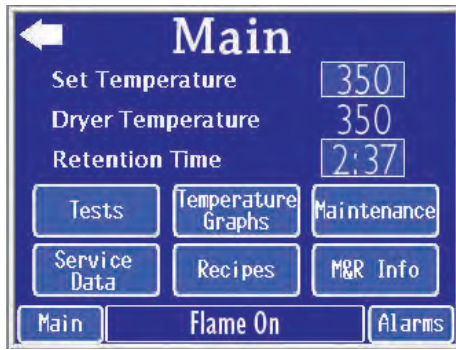 Main
Set Temperature 350
Dryer Temperature 350
Retention Time 2:37
Tests
Temperature
Graphs
Maintenance
Service
Data
Recipes
M&R Info
Main
Flame On
Alarms